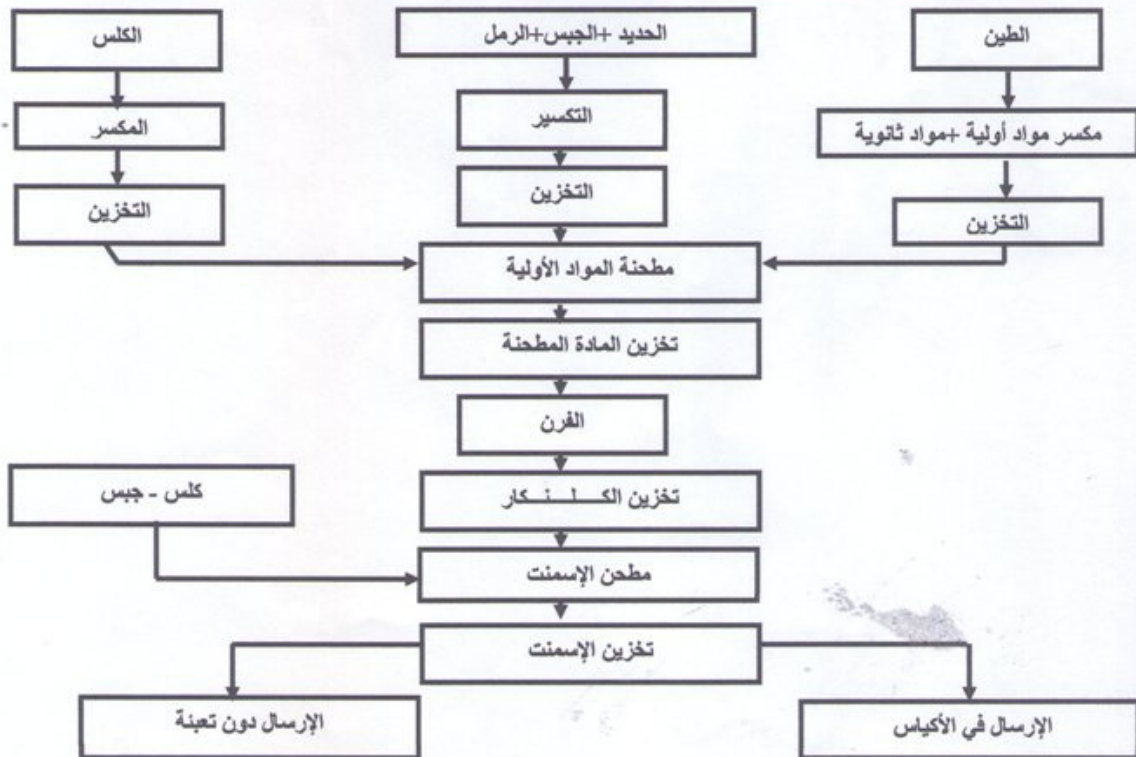 الطين
الحديد +الجبس+الرمل
الكلس
مكسر مواد أولية +مواد ثانوية
التكسير
المكسر
التخزين
التخزين
التخزين
مطحنة المواد الأولية
تخزين المادة المطحنة
الفرن
تخزين الكـــلـــنـــكار
كلس - جبس
مطحن الإسمنت
تخزين الإسمنت
الإرسال في الأكياس
الإرسال دون تعبئة